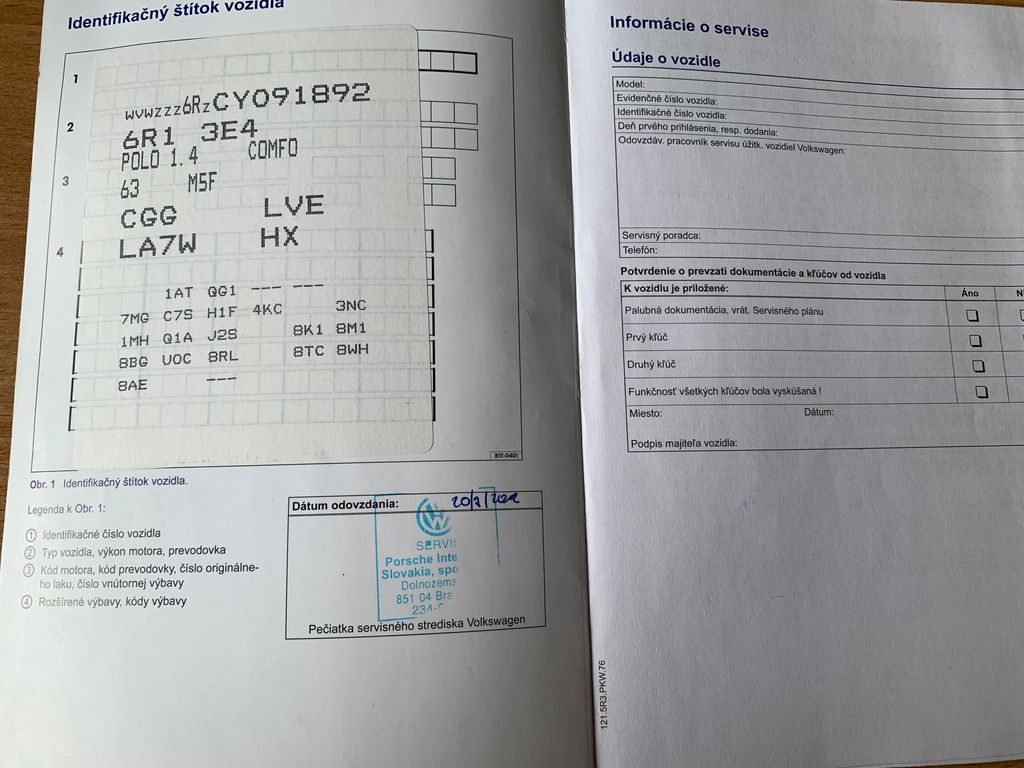 Identifikačný štítok vozidla
1
2
3
4
WVWZZZ6RZCY091892
6R1 3E4
POLO 1.4 COMFO
63 M5F
CGG LVE
LA7W HX
1AT QG1 --- ---
7MG C7S H1F 4KC 3NC
1MH Q1A J2S 8K1 8M1
8BG U0C 8RL 8TC 8WH
8AE ---
B1T-0401
Obr. 1 Identifikačný štítok vozidla.
Legenda k Obr. 1:
① Identifikačné číslo vozidla
② Typ vozidla, výkon motora, prevodovka
③ Kód motora, kód prevodovky, číslo originálne-
ho laku, číslo vnútornej výbavy
④ Rozšírené výbavy, kódy výbavy
Dátum odovzdania:
SERVIS
Porsche Inte
Slovakia, spo
Dolnozems
851 04 Bra
Pečiatka servisného strediska Volkswagen
Informácie o servise
Údaje o vozidle
Model:
Evidenčné číslo vozidla:
Identifikačné číslo vozidla:
Deň prvého prihlásenia, resp. dodania:
Odovzdáv. pracovník servisu úžitk. vozidiel Volkswagen:
Servisný poradca:
Telefón:
Potvrdenie o prevzatí dokumentácie a kľúčov od vozidla
K vozidlu je priložené: Áno
Palubná dokumentácia, vrát. Servisného plánu
Prvý kľúč
Druhý kľúč
Funkčnosť všetkých kľúčov bola vyskúšaná !
Miesto: Dátum:
Podpis majiteľa vozidla:
121.5R3.PKW.76